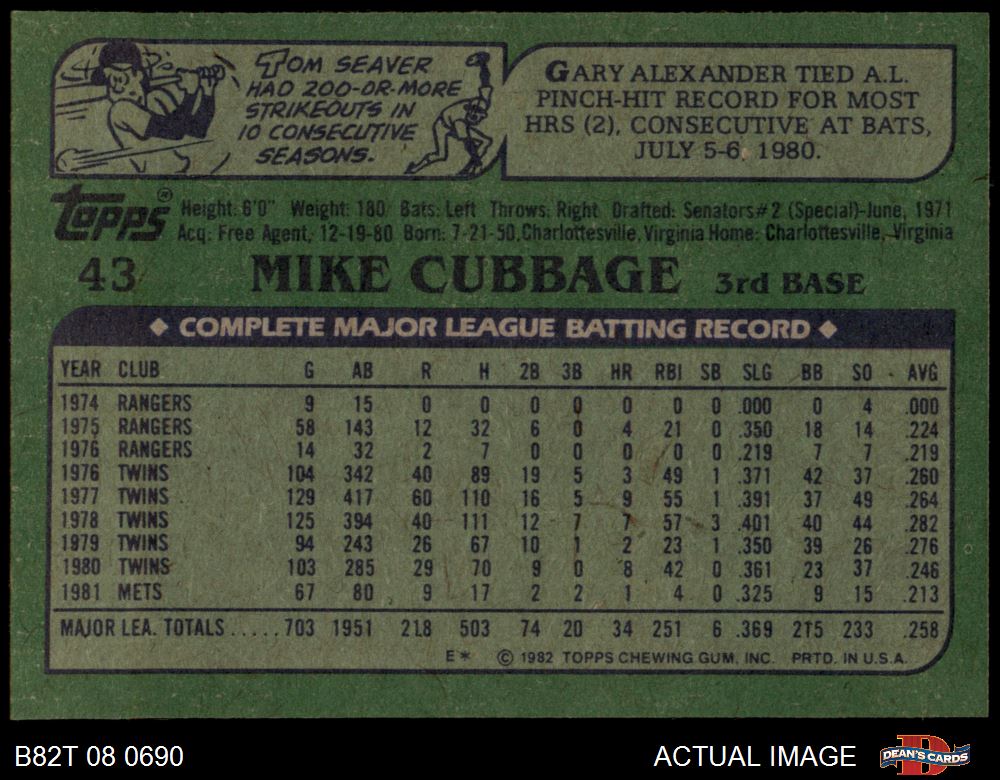 TOM SEAVER
HAD 200-OR-MORE
STRIKEOUTS IN
10 CONSECUTIVE
SEASONS.
GARY ALEXANDER TIED A.L.
PINCH-HIT RECORD FOR MOST
HRS (2), CONSECUTIVE AT BATS,
JULY 5-6, 1980.
topps®
Height: 6'0" Weight: 180 Bats: Left Throws: Right Drafted: Senators#2 (Special)-June, 1971
Acq: Free Agent, 12-19-80 Born: 7-21-50, Charlottesville, Virginia Home: Charlottesville, Virginia
43 MIKE CUBBAGE 3rd BASE
◆ COMPLETE MAJOR LEAGUE BATTING RECORD ◆
YEAR CLUB G AB R H 2B 3B HR RBI SB SLG BB SO AVG
1974 RANGERS 9 15 0 0 0 0 0 0 0 .000 0 4 .000
1975 RANGERS 58 143 12 32 6 0 4 21 0 .350 18 14 .224
1976 RANGERS 14 32 2 7 0 0 0 0 0 .219 7 7 .219
1976 TWINS 104 342 40 89 19 5 3 49 1 .371 42 37 .260
1977 TWINS 129 417 60 110 16 5 9 55 1 .391 37 49 .264
1978 TWINS 125 394 40 111 12 7 7 57 3 .401 40 44 .282
1979 TWINS 94 243 26 67 10 1 2 23 1 .350 39 26 .276
1980 TWINS 103 285 29 70 9 0 8 42 0 .361 23 37 .246
1981 METS 67 80 9 17 2 2 1 4 0 .325 9 15 .213
MAJOR LEA. TOTALS.....703 1951 218 503 74 20 34 251 6 .369 215 233 .258
E* © 1982 TOPPS CHEWING GUM, INC. PRTD. IN U.S.A.
B82T 08 0690 ACTUAL IMAGE DEAN'S CARDS